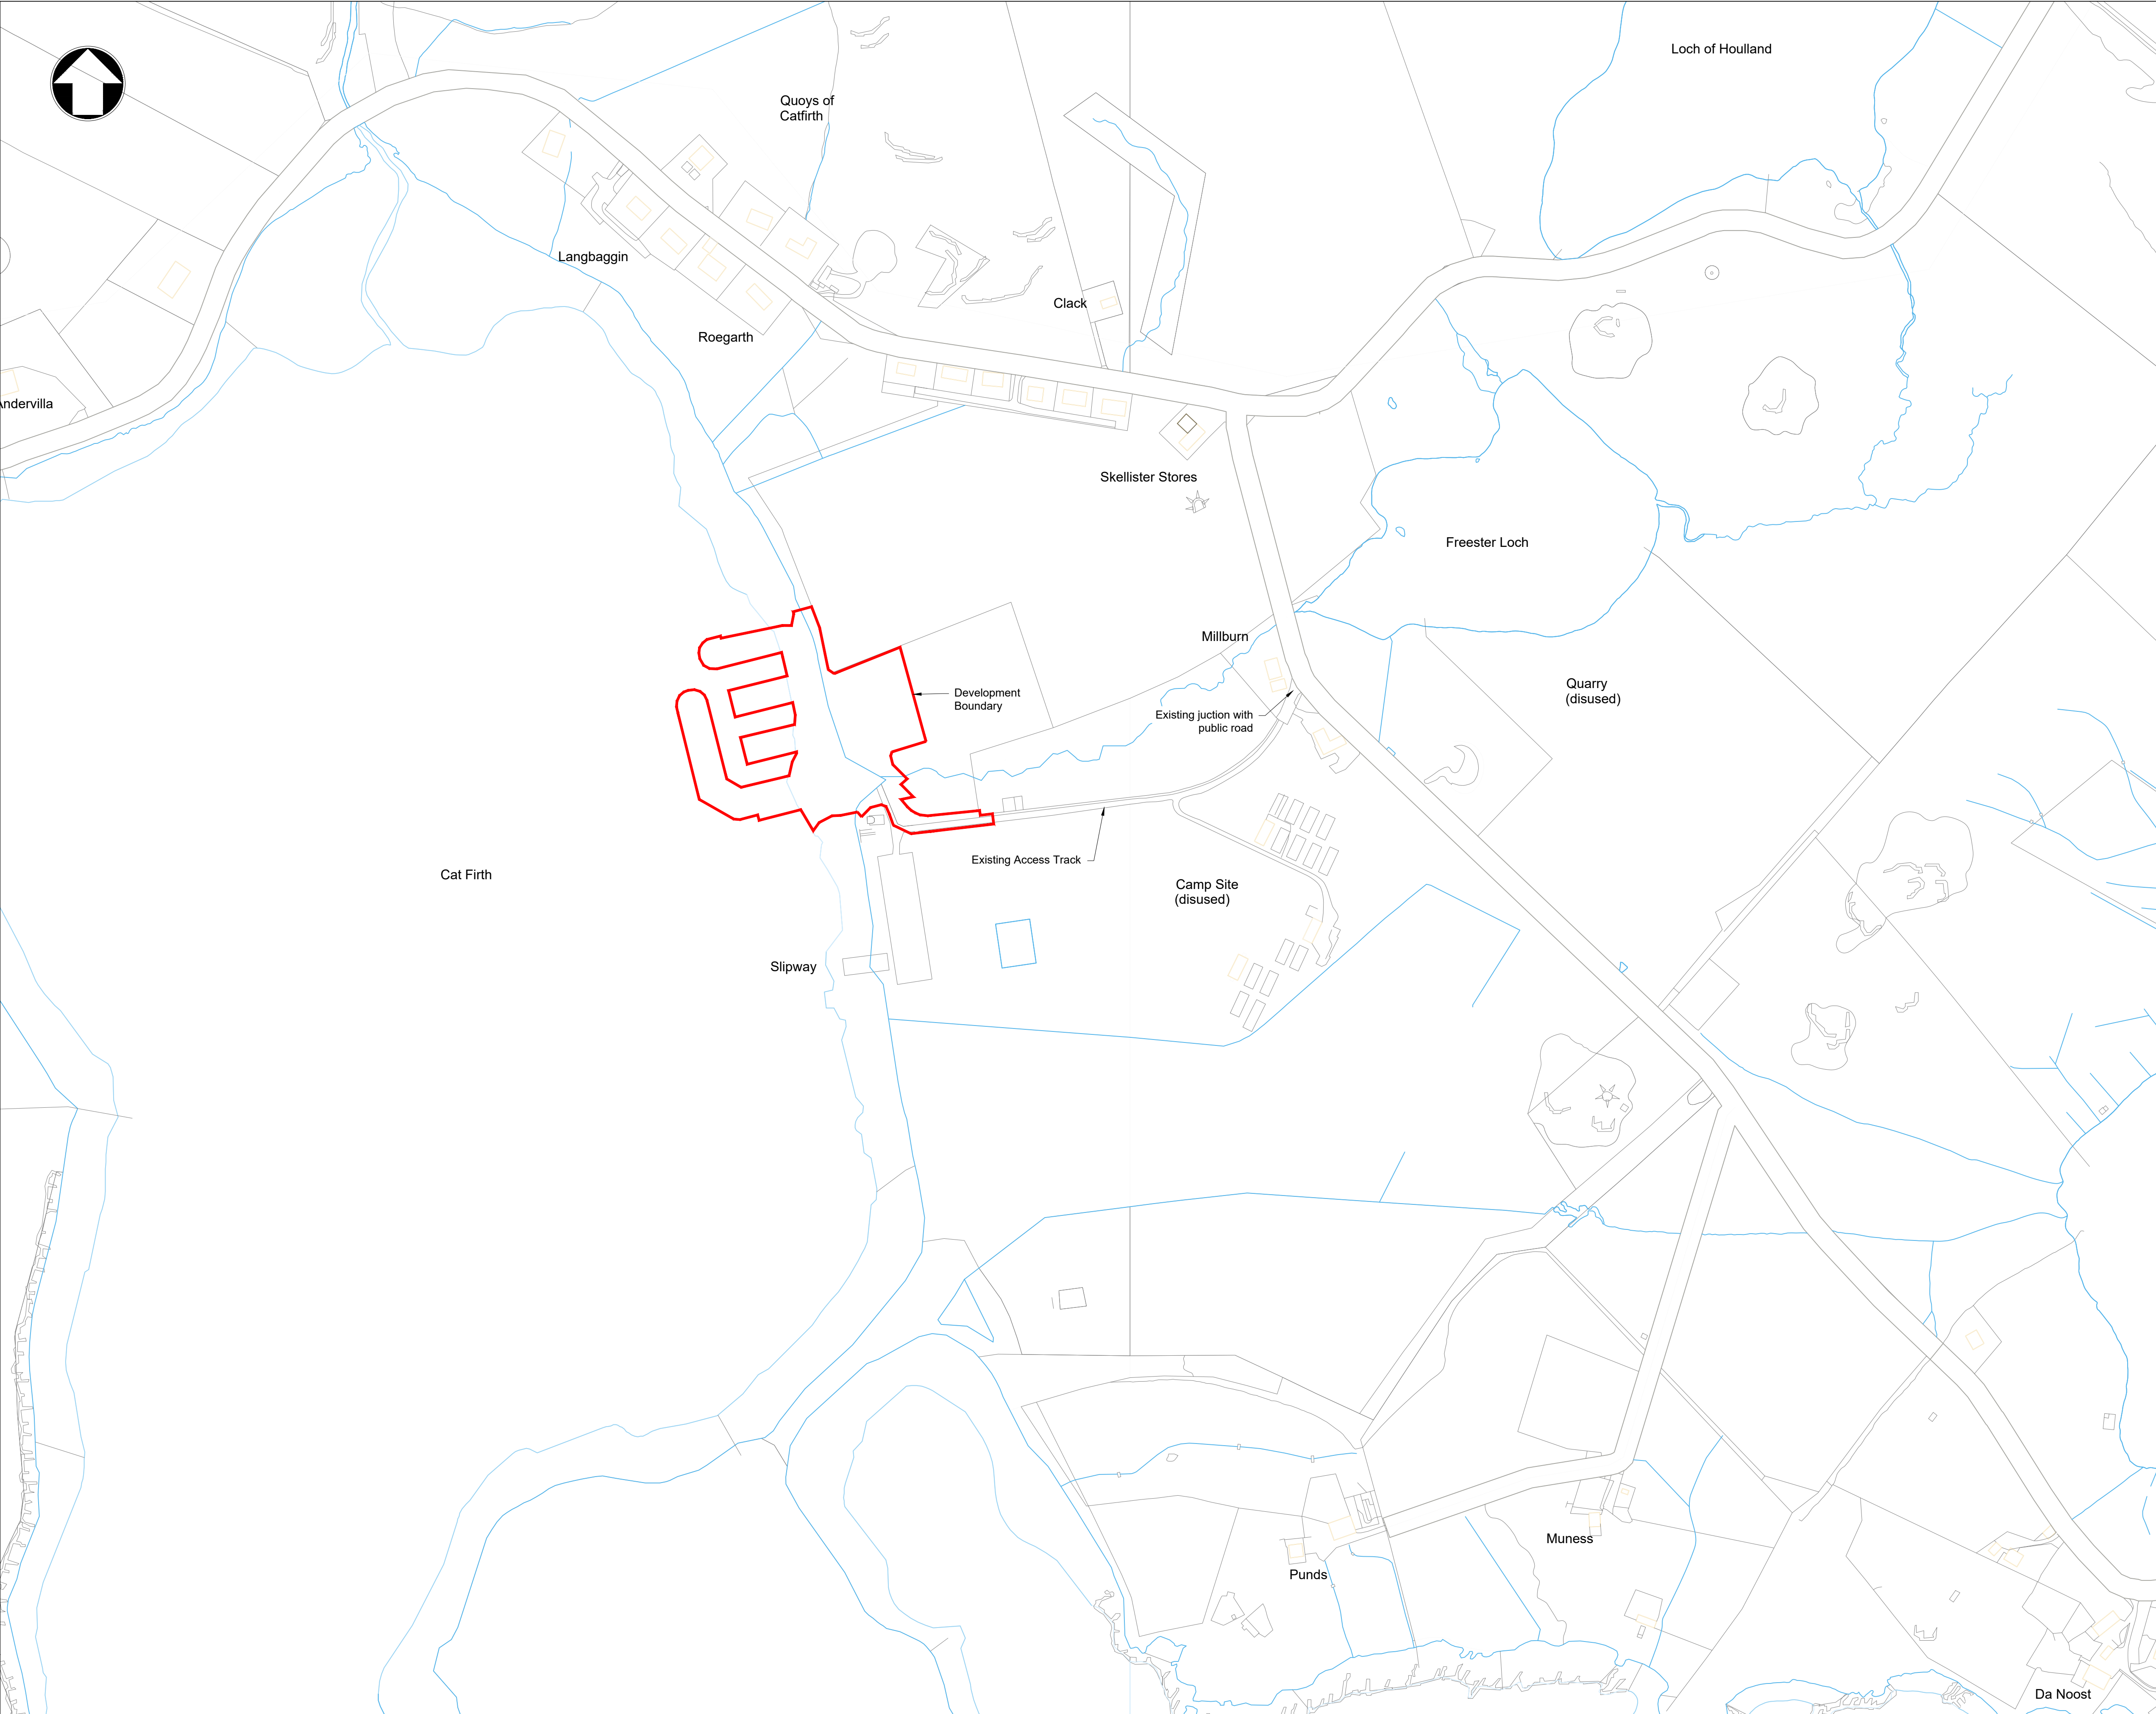 Loch of Houlland
Quoys of
Catfirth
Langbaggin
Clack
Roegarth
Andervilla
Skellister Stores
Freester Loch
Millburn
Quarry
(disused)
Development
Boundary
Existing juction with
public road
Existing Access Track
Cat Firth
Camp Site
(disused)
Slipway
Muness
Punds
Da Noost